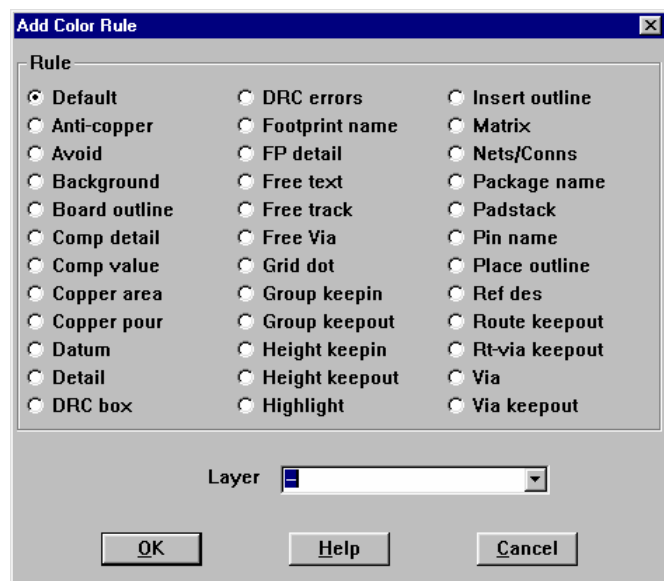 Add Color Rule
Rule
Default
Anti-copper
Avoid
Background
Board outline
Comp detail
Comp value
Copper area
Copper pour
Datum
Detail
DRC box
DRC errors
Footprint name
FP detail
Free text
Free track
Free Via
Grid dot
Group keepin
Group keepout
Height keepin
Height keepout
Highlight
Insert outline
Matrix
Nets/Conns
Package name
Padstack
Pin name
Place outline
Ref des
Route keepout
Rt-via keepout
Via
Via keepout
Layer –
OK Help Cancel